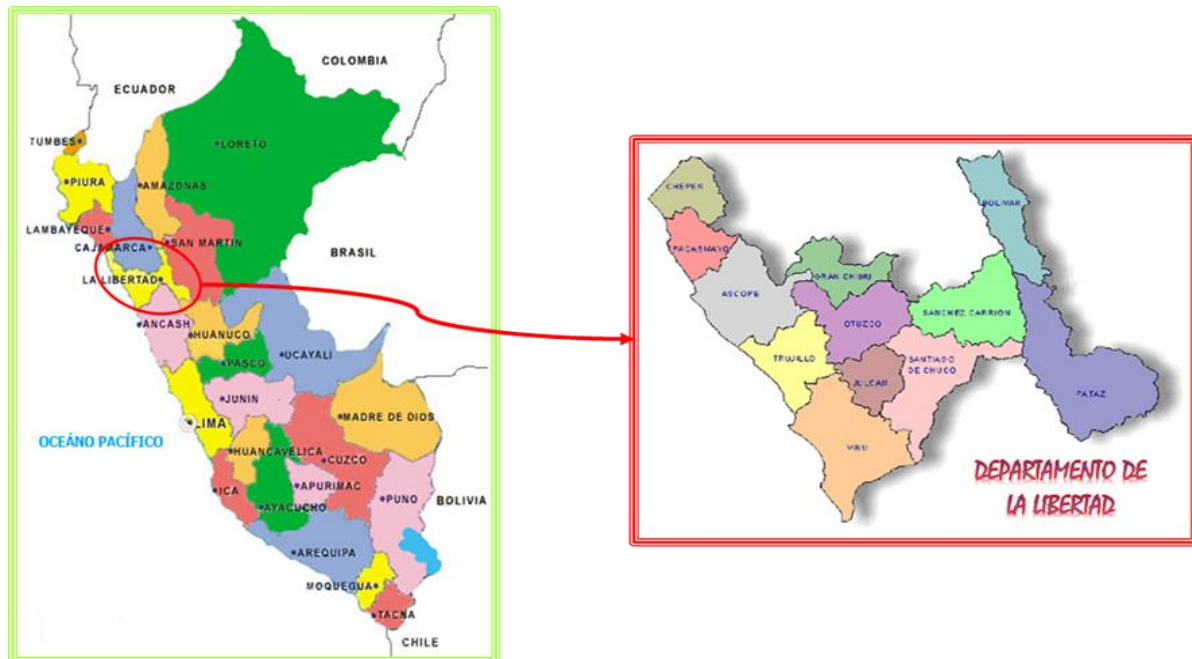 COLOMBIA
ECUADOR
TUMBES
LORETO
PIURA
AMAZONAS
LAMBAYEQUE
SAN MARTIN
CAJAMARCA
BRASIL
LA LIBERTAD
ANCASH
HUANUCO
UCAYALI
PASCO
JUNIN
MADRE DE DIOS
LIMA
OCEÁNO PACÍFICO
HUANCAVELICA
CUZCO
ICA
APURIMAC
PUNO
BOLIVIA
AYACUCHO
AREQUIPA
MOQUEGUA
TACNA
CHILE
CHEPEN
PACASMAYO
BOLIVAR
ASCOPE
GRAN CHIMU
OTUZCO
SANCHEZ CARRION
TRUJILLO
JULCAN
SANTIAGO
DE CHUCO
PATAZ
VIRU
DEPARTAMENTO DE
LA LIBERTAD